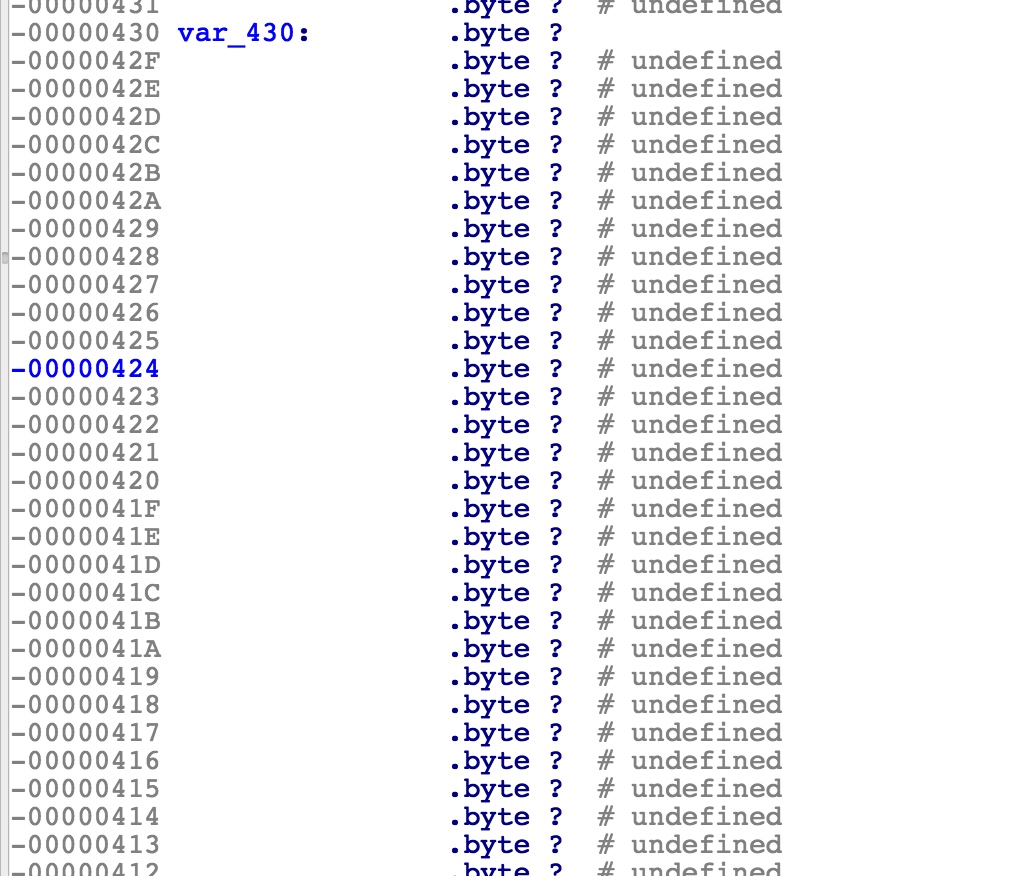 -00000431 .byte ? # undefined
-00000430 var_430: .byte ?
-0000042F .byte ? # undefined
-0000042E .byte ? # undefined
-0000042D .byte ? # undefined
-0000042C .byte ? # undefined
-0000042B .byte ? # undefined
-0000042A .byte ? # undefined
-00000429 .byte ? # undefined
-00000428 .byte ? # undefined
-00000427 .byte ? # undefined
-00000426 .byte ? # undefined
-00000425 .byte ? # undefined
-00000424 .byte ? # undefined
-00000423 .byte ? # undefined
-00000422 .byte ? # undefined
-00000421 .byte ? # undefined
-00000420 .byte ? # undefined
-0000041F .byte ? # undefined
-0000041E .byte ? # undefined
-0000041D .byte ? # undefined
-0000041C .byte ? # undefined
-0000041B .byte ? # undefined
-0000041A .byte ? # undefined
-00000419 .byte ? # undefined
-00000418 .byte ? # undefined
-00000417 .byte ? # undefined
-00000416 .byte ? # undefined
-00000415 .byte ? # undefined
-00000414 .byte ? # undefined
-00000413 .byte ? # undefined
-00000412 .byte ? # undefined